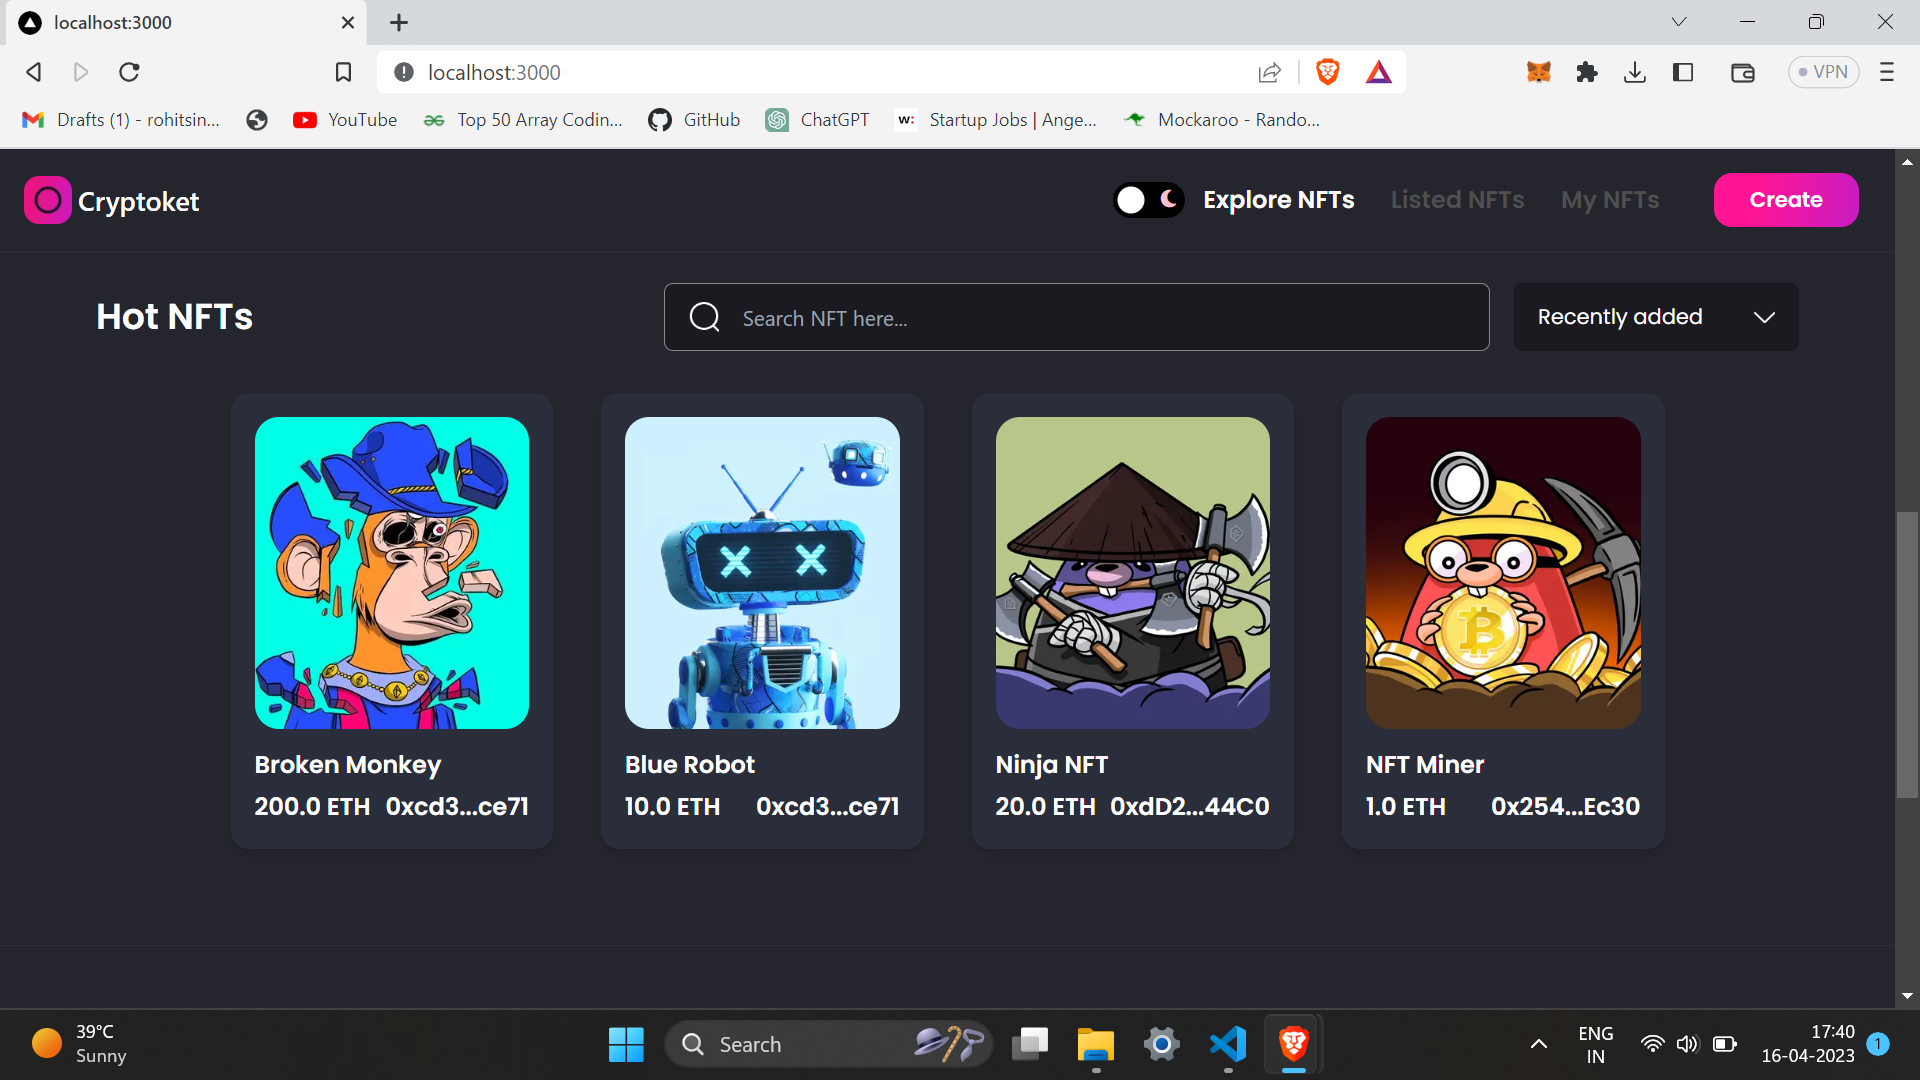 localhost:3000
localhost:3000
VPN
Drafts (1) - rohitsin...
YouTube
Top 50 Array Codin...
GitHub
ChatGPT
w:
Startup Jobs | Ange...
Mockaroo - Rando...
Cryptoket
Explore NFTs
Listed NFTs
My NFTs
Create
Hot NFTs
Search NFT here...
Recently added
Broken Monkey
200.0 ETH 0xcd3...ce71
Blue Robot
10.0 ETH 0xcd3...ce71
Ninja NFT
20.0 ETH 0xdD2...44C0
NFT Miner
1.0 ETH 0x254...Ec30
39°C
Sunny
Search
ENG
IN
17:40
16-04-2023
1